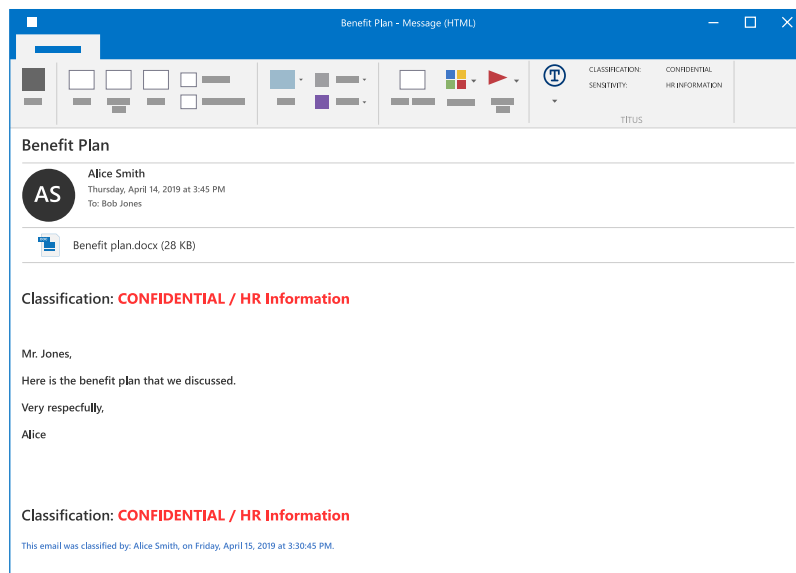 Benefit Plan - Message (HTML)
CLASSIFICATION: CONFIDENTIAL
SENSITIVITY: HR INFORMATION
TITUS
Benefit Plan
AS
Alice Smith
Thursday, April 14, 2019 at 3:45 PM
To: Bob Jones
Benefit plan.docx (28 KB)
Classification: CONFIDENTIAL / HR Information
Mr. Jones,
Here is the benefit plan that we discussed.
Very respecfully,
Alice
Classification: CONFIDENTIAL / HR Information
This email was classified by: Alice Smith, on Friday, April 15, 2019 at 3:30:45 PM.